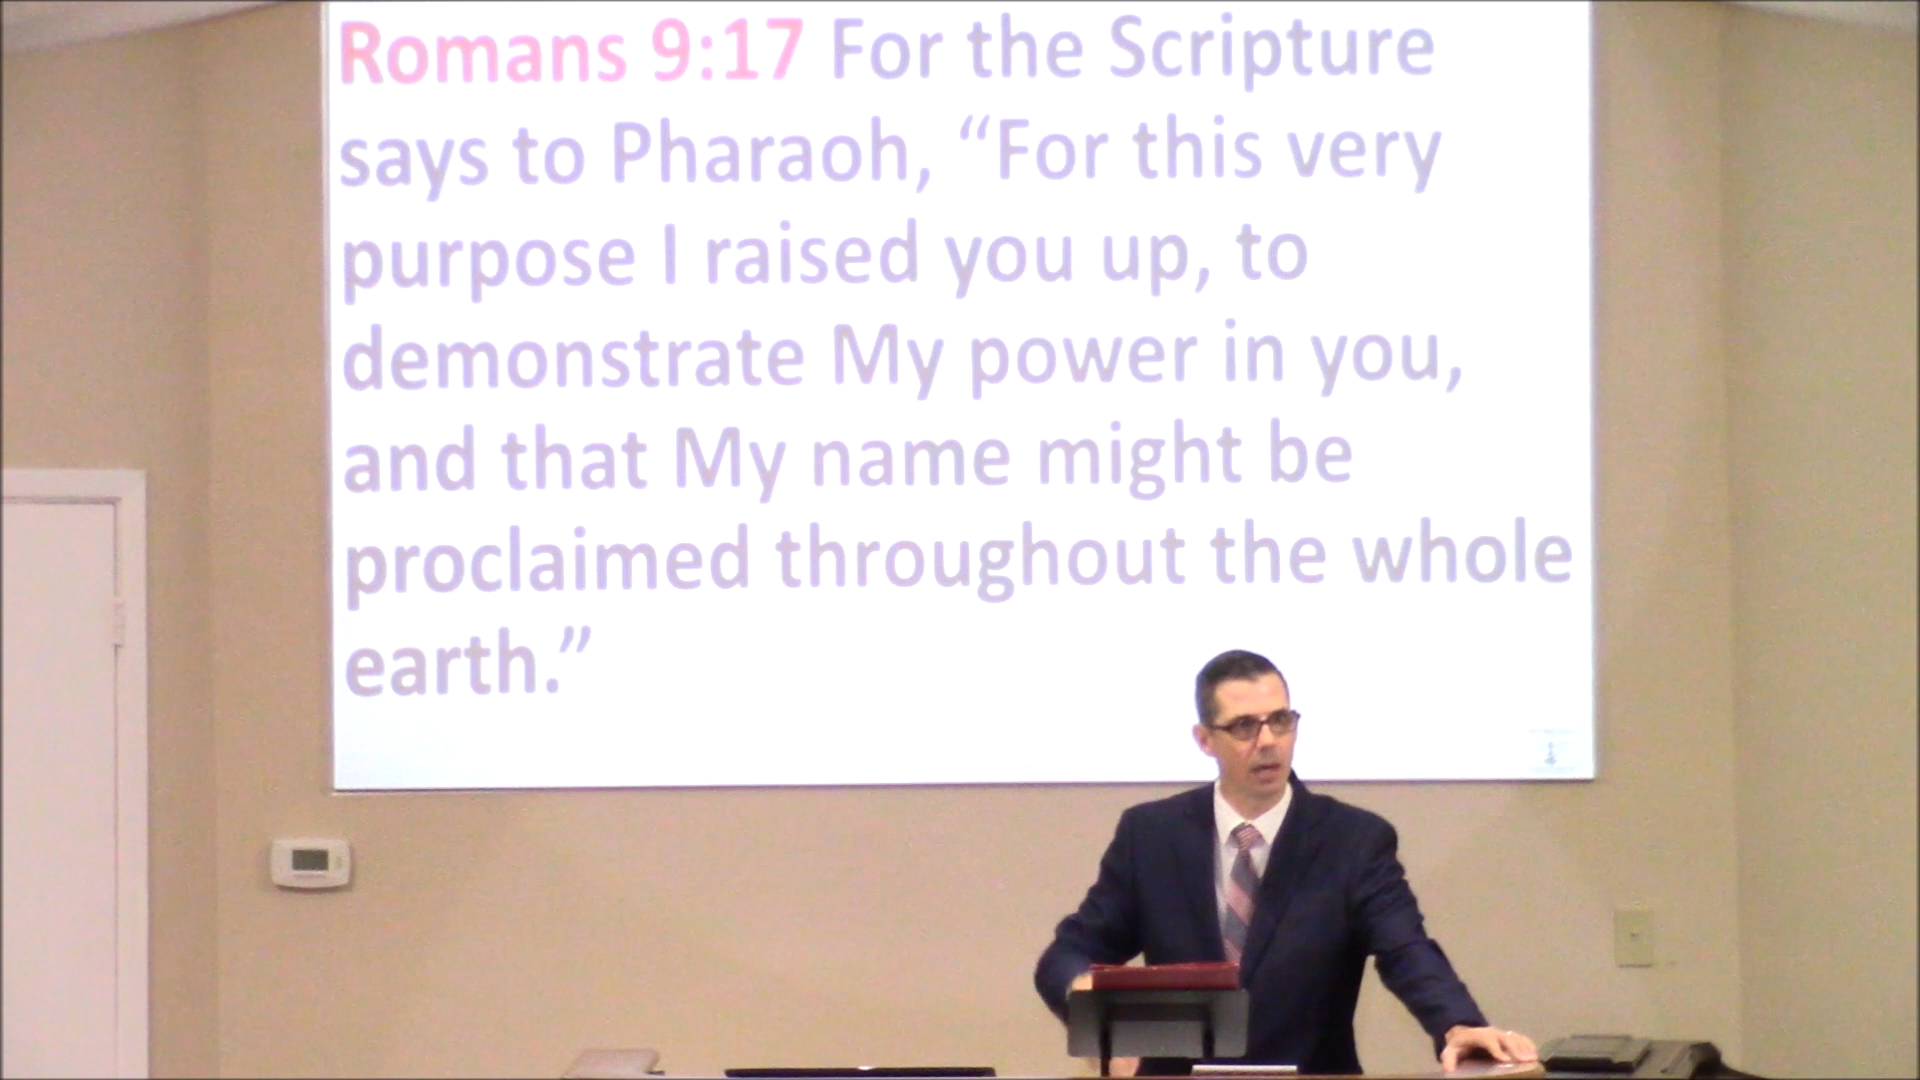 Romans 9:17 For the Scripture
says to Pharaoh, “For this very
purpose I raised you up, to
demonstrate My power in you,
and that My name might be
proclaimed throughout the whole
earth.”